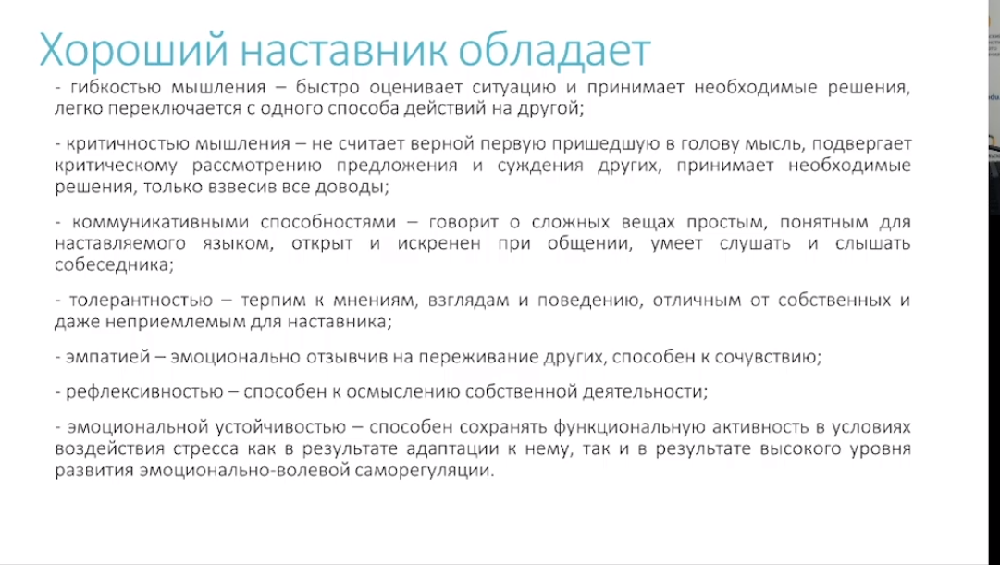 Хороший наставник обладает
- гибкостью мышления – быстро оценивает ситуацию и принимает необходимые решения,
легко переключается с одного способа действий на другой;
- критичностью мышления – не считает верной первую пришедшую в голову мысль, подвергает
критическому рассмотрению предложения и суждения других, принимает необходимые
решения, только взвесив все доводы;
- коммуникативными способностями – говорит о сложных вещах простым, понятным для
наставляемого языком, открыт и искренен при общении, умеет слушать и слышать
собеседника;
- толерантностью – терпим к мнениям, взглядам и поведению, отличным от собственных и
даже неприемлемым для наставника;
- эмпатией – эмоционально отзывчив на переживание других, способен к сочувствию;
- рефлексивностью – способен к осмыслению собственной деятельности;
- эмоциональной устойчивостью – способен сохранять функциональную активность в условиях
воздействия стресса как в результате адаптации к нему, так и в результате высокого уровня
развития эмоционально-волевой саморегуляции.